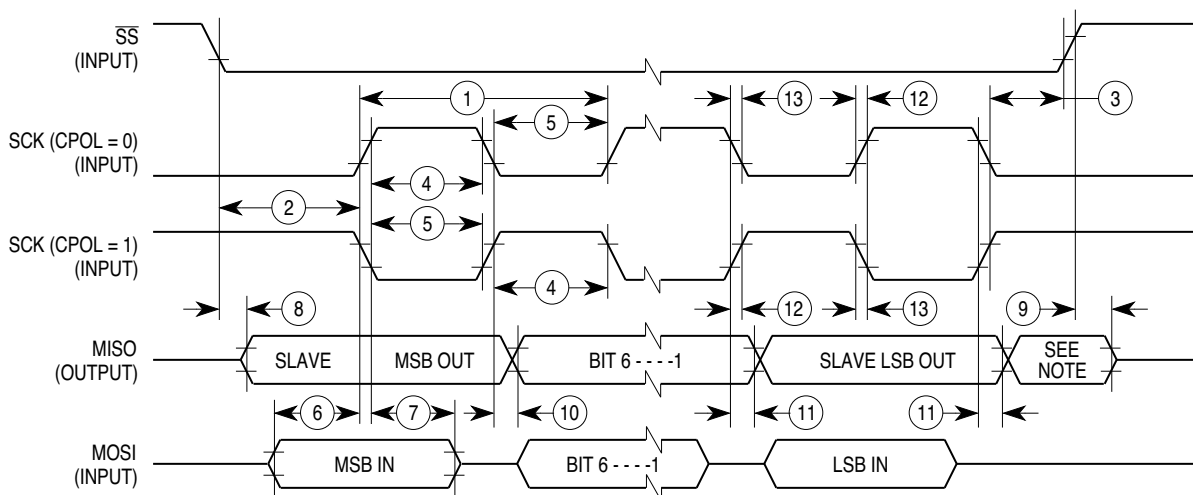 SS
(INPUT)
1
13
12
3
5
SCK (CPOL = 0)
(INPUT)
4
2
5
SCK (CPOL = 1)
(INPUT)
4
8
12
13
9
MISO
(OUTPUT)
SLAVE
MSB OUT
BIT 6 - - - -1
SLAVE LSB OUT
SEE
NOTE
6
7
10
11
11
MOSI
(INPUT)
MSB IN
BIT 6 - - - -1
LSB IN